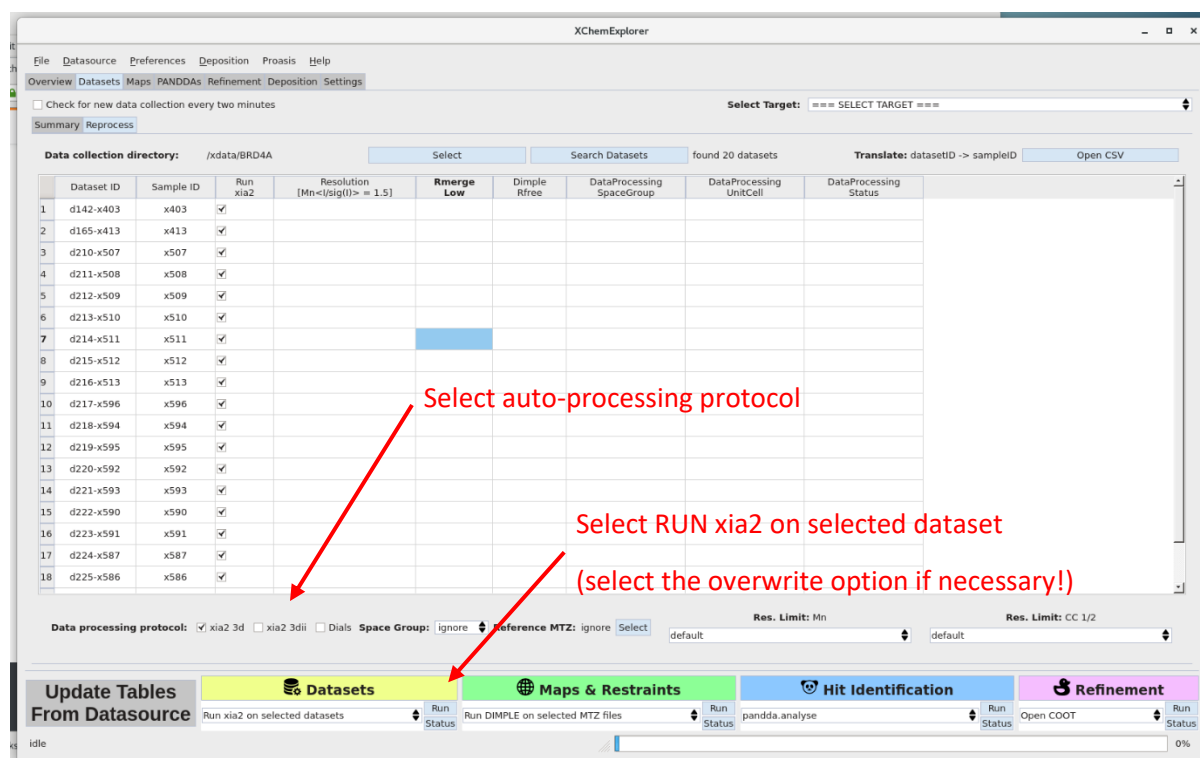 XChemExplorer
File Datasource Preferences Deposition Proasis Help
Overview Datasets Maps PANDDAs Refinement Deposition Settings
Check for new data collection every two minutes Select Target: === SELECT TARGET ===
Summary Reprocess
Data collection directory: /xdata/BRD4A Select Search Datasets found 20 datasets Translate: datasetID -> sampleID Open CSV
Dataset ID Sample ID Run xia2 Resolution [Mn<I/sig(I)> = 1.5] Rmerge Low Dimple Rfree DataProcessing SpaceGroup DataProcessing UnitCell DataProcessing Status
1 d142-x403 x403
2 d165-x413 x413
3 d210-x507 x507
4 d211-x508 x508
5 d212-x509 x509
6 d213-x510 x510
7 d214-x511 x511
8 d215-x512 x512
9 d216-x513 x513
10 d217-x596 x596
11 d218-x594 x594
12 d219-x595 x595
13 d220-x592 x592
14 d221-x593 x593
15 d222-x590 x590
16 d223-x591 x591
17 d224-x587 x587
18 d225-x586 x586
Select auto-processing protocol
Select RUN xia2 on selected dataset
(select the overwrite option if necessary!)
Res. Limit: Mn Res. Limit: CC 1/2
Data processing protocol: xia2 3d xia2 3dii Dials Space Group: ignore Reference MTZ: ignore Select default default
Update Tables From Datasource
Datasets Maps & Restraints Hit Identification Refinement
Run xia2 on selected datasets Run Status Run DIMPLE on selected MTZ files Run Status pandda.analyse Run Status Open COOT Run Status
idle 0%